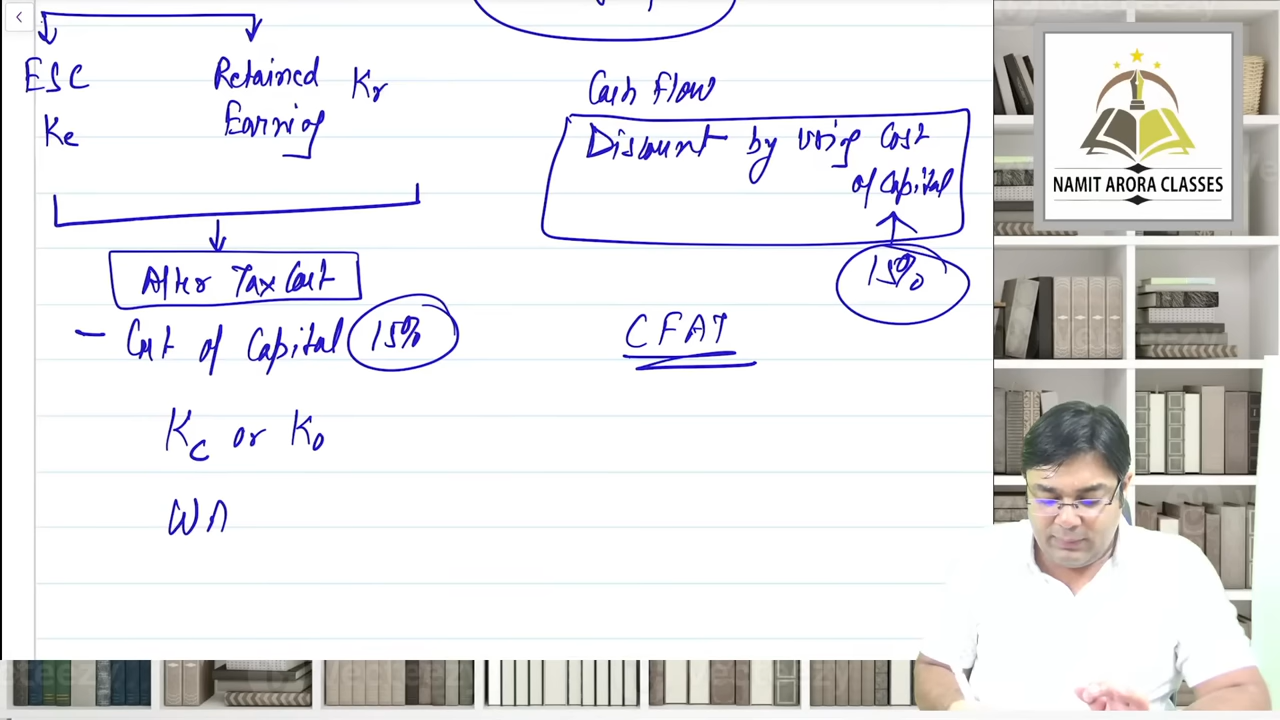 ESC
Ke
Retained
Earning
Kr
After Tax Cost
- Cost of Capital 15%
Kc or Ko
WA
Cash flow
Discount by using Cost
of Capital
15%
CFAT
NAMIT ARORA CLASSES